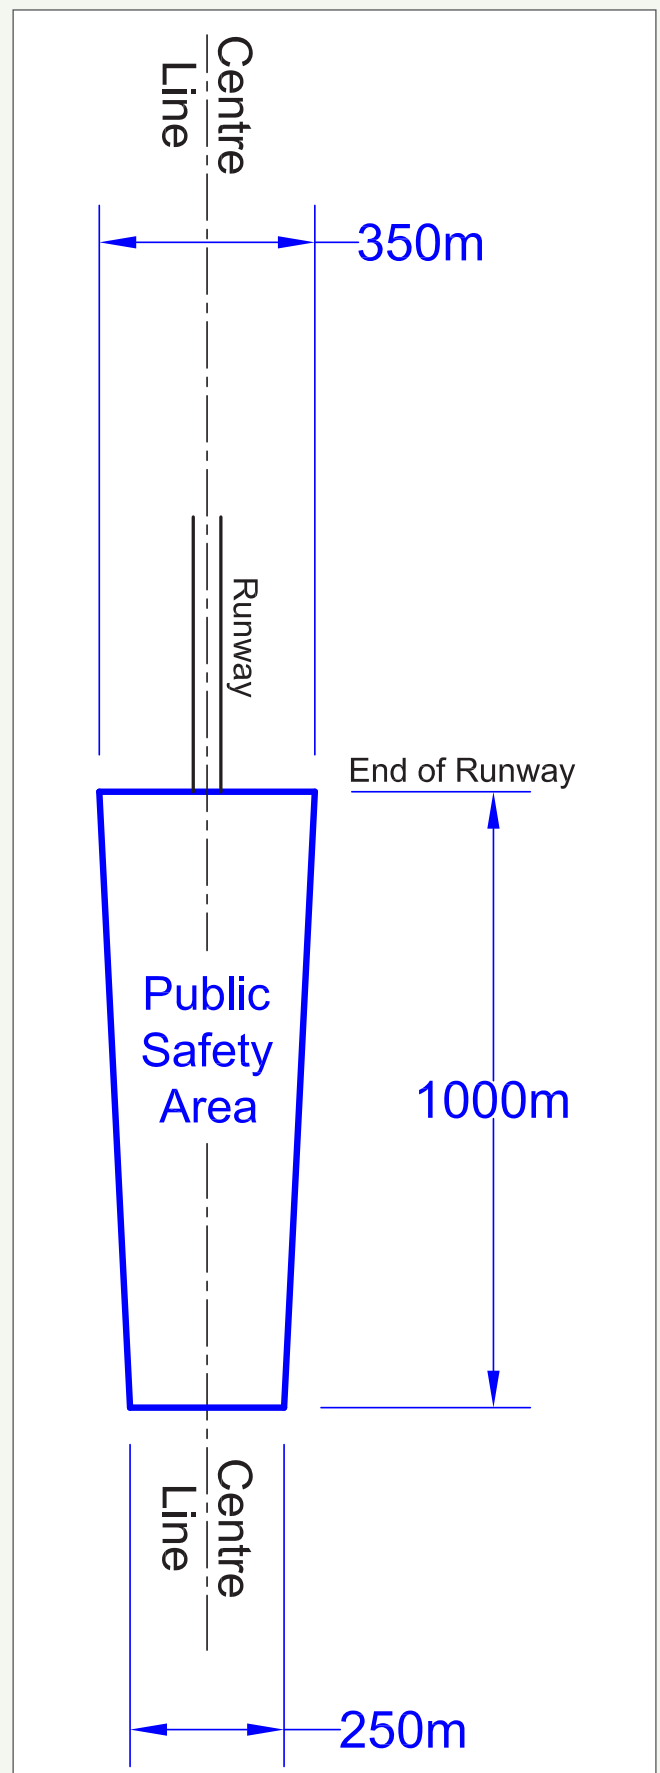 Centre
Line
350m
Runway
End of Runway
Public
Safety
Area
1000m
Centre
Line
250m